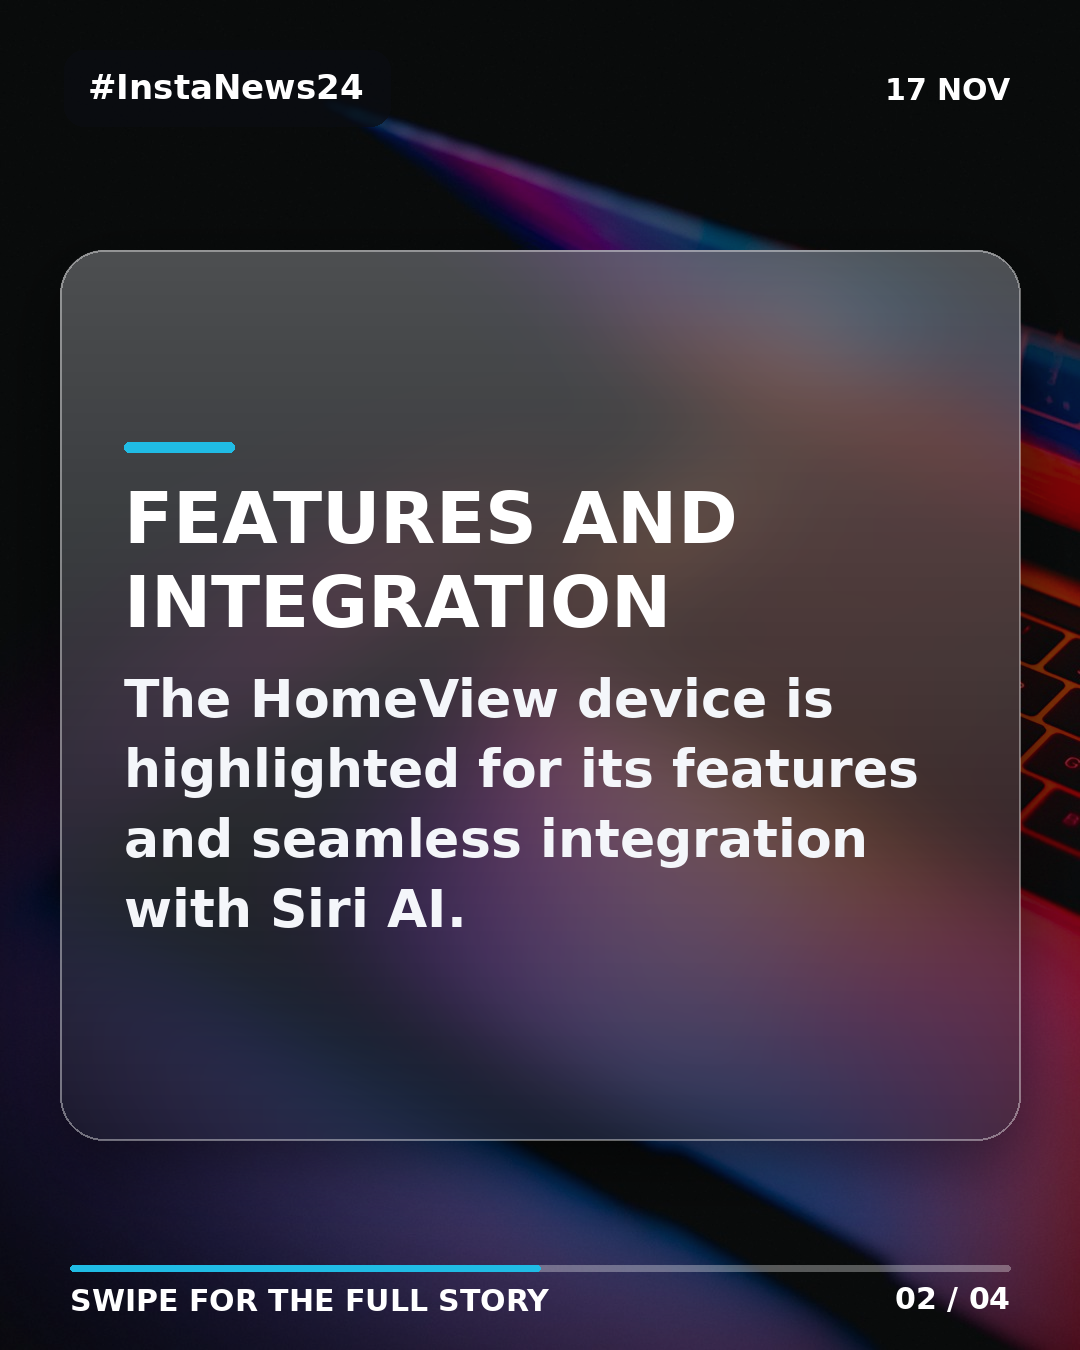 #InstaNews24
17 NOV
FEATURES AND
INTEGRATION
The HomeView device is
highlighted for its features
and seamless integration
with Siri AI.
SWIPE FOR THE FULL STORY
02 / 04